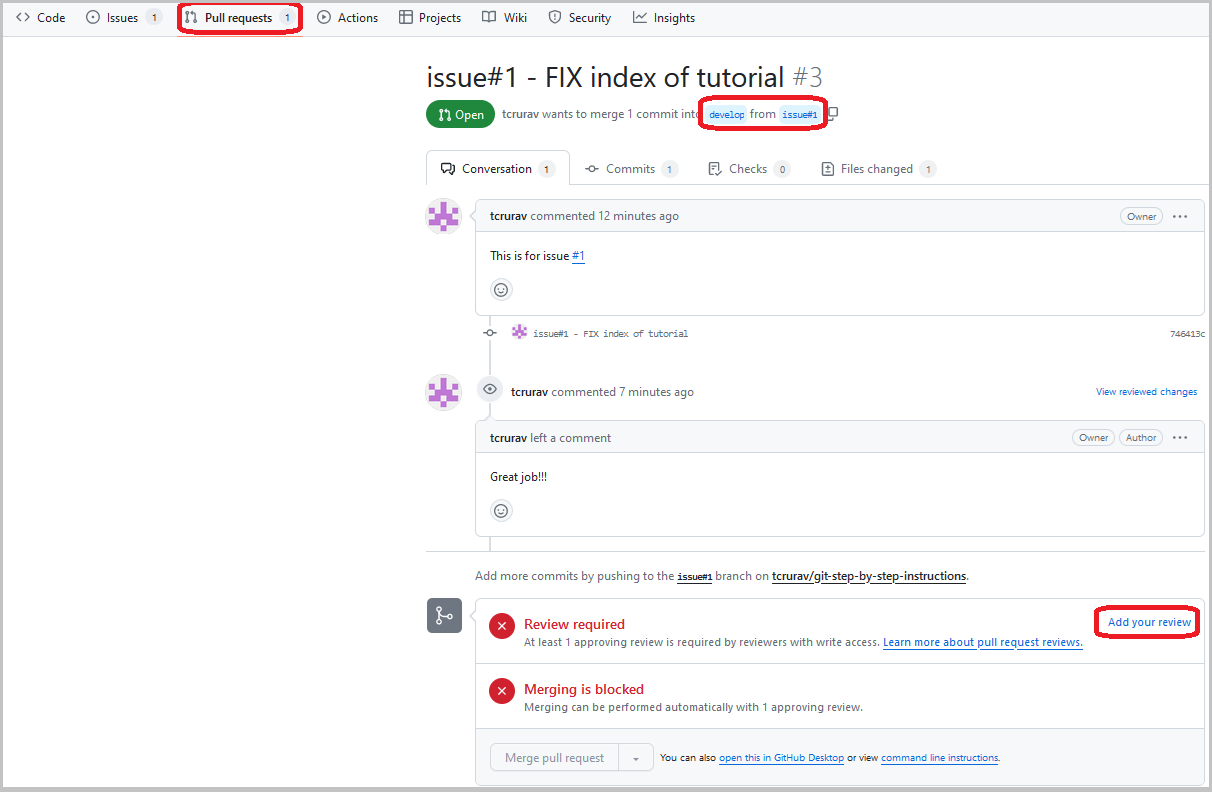 Code Issues 1 Pull requests 1 Actions Projects Wiki Security Insights
issue#1 - FIX index of tutorial #3
Open tcrurav wants to merge 1 commit into develop from issue#1
Conversation 1 Commits 1 Checks 0 Files changed 1
tcrurav commented 12 minutes ago Owner
This is for issue #1
issue#1 - FIX index of tutorial 746413c
tcrurav commented 7 minutes ago View reviewed changes
tcrurav left a comment Owner Author
Great job!!!
Add more commits by pushing to the issue#1 branch on tcrurav/git-step-by-step-instructions.
Review required Add your review
At least 1 approving review is required by reviewers with write access. Learn more about pull request reviews.
Merging is blocked
Merging can be performed automatically with 1 approving review.
Merge pull request You can also open this in GitHub Desktop or view command line instructions.